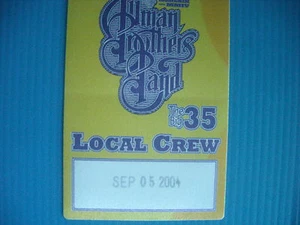 Allman
Brothers
Band
35
LOCAL CREW
SEP 05 2004